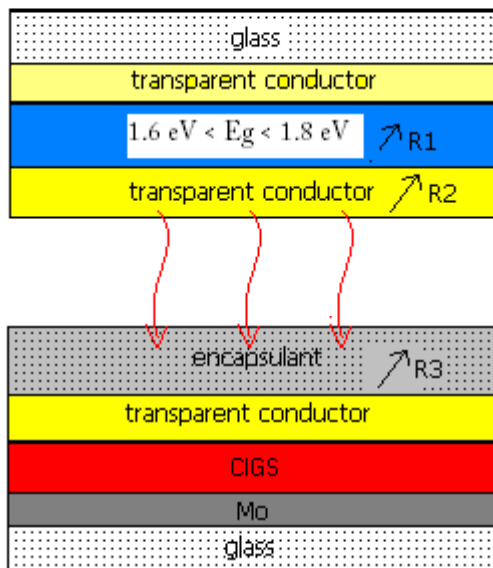 glass
transparent conductor
1.6 eV < Eg < 1.8 eV
R1
transparent conductor
R2
encapsulant
R3
transparent conductor
CIGS
Mo
glass